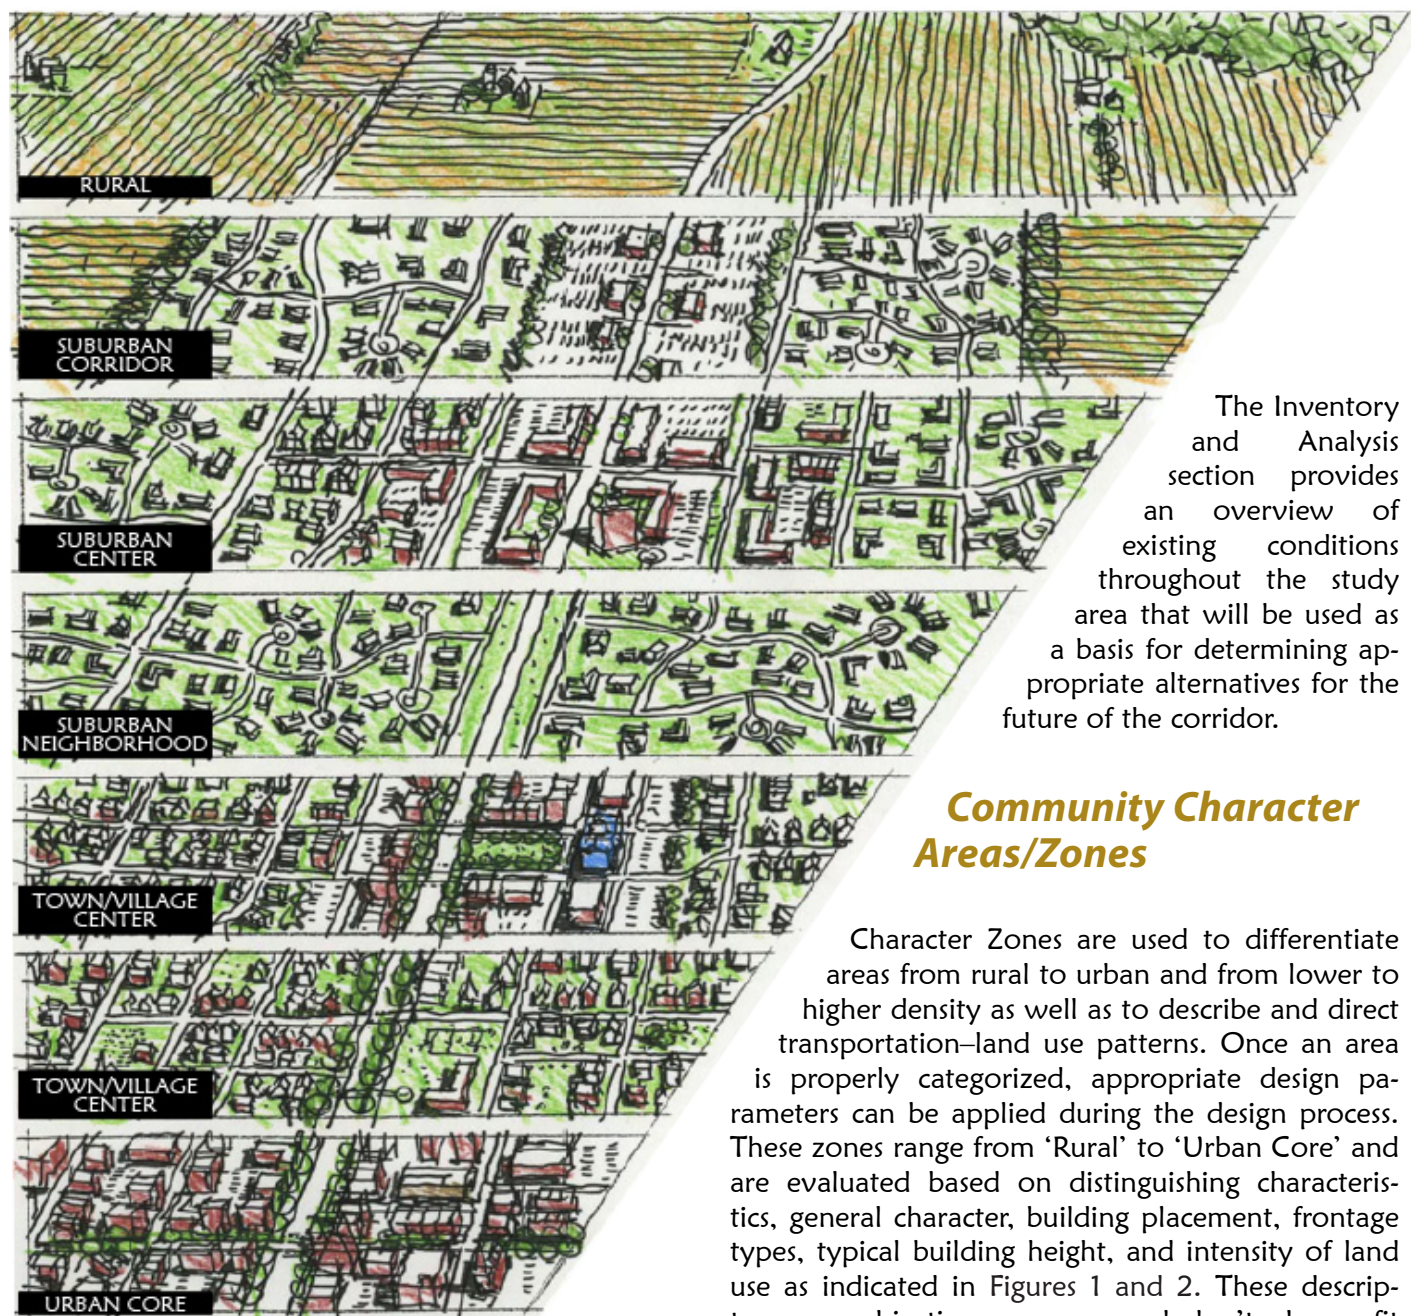 RURAL
SUBURBAN
CORRIDOR
SUBURBAN
CENTER
SUBURBAN
NEIGHBORHOOD
TOWN/VILLAGE
CENTER
TOWN/VILLAGE
CENTER
URBAN CORE
The Inventory
and Analysis
section provides
an overview of
existing conditions
throughout the study
area that will be used as
a basis for determining ap-
propriate alternatives for the
future of the corridor.
Community Character
Areas/Zones
Character Zones are used to differentiate
areas from rural to urban and from lower to
higher density as well as to describe and direct
transportation–land use patterns. Once an area
is properly categorized, appropriate design pa-
rameters can be applied during the design process.
These zones range from ‘Rural’ to ‘Urban Core’ and
are evaluated based on distinguishing characteris-
tics, general character, building placement, frontage
types, typical building height, and intensity of land
use as indicated in Figures 1 and 2. These descrip-